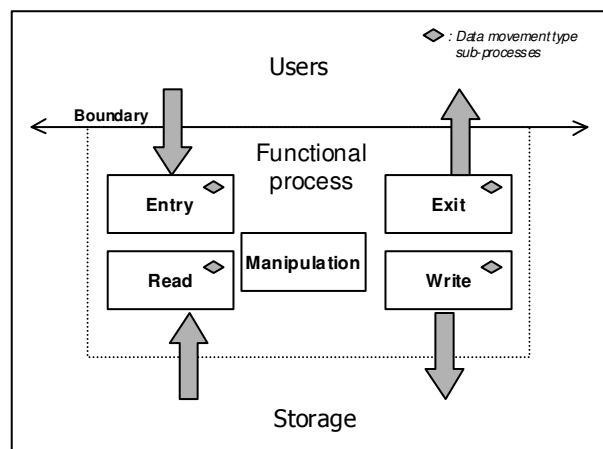 : Data movement type
sub-processes
Users
Boundary
Functional
process
Entry
Exit
Manipulation
Read
Write
Storage